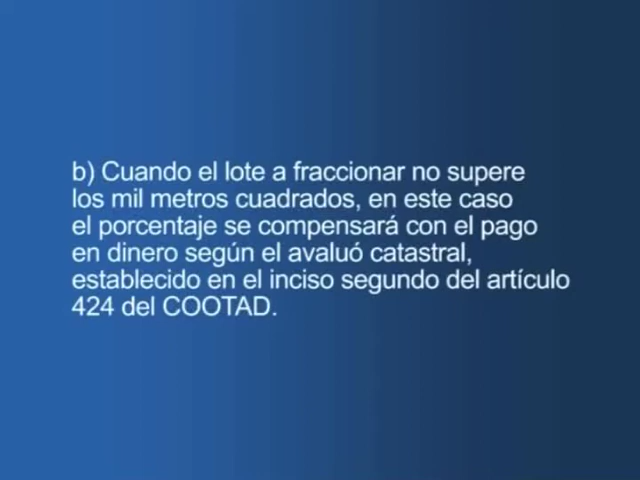 b) Cuando el lote a fraccionar no supere
los mil metros cuadrados, en este caso
el porcentaje se compensará con el pago
en dinero según el avaluó catastral,
establecido en el inciso segundo del artículo
424 del COOTAD.